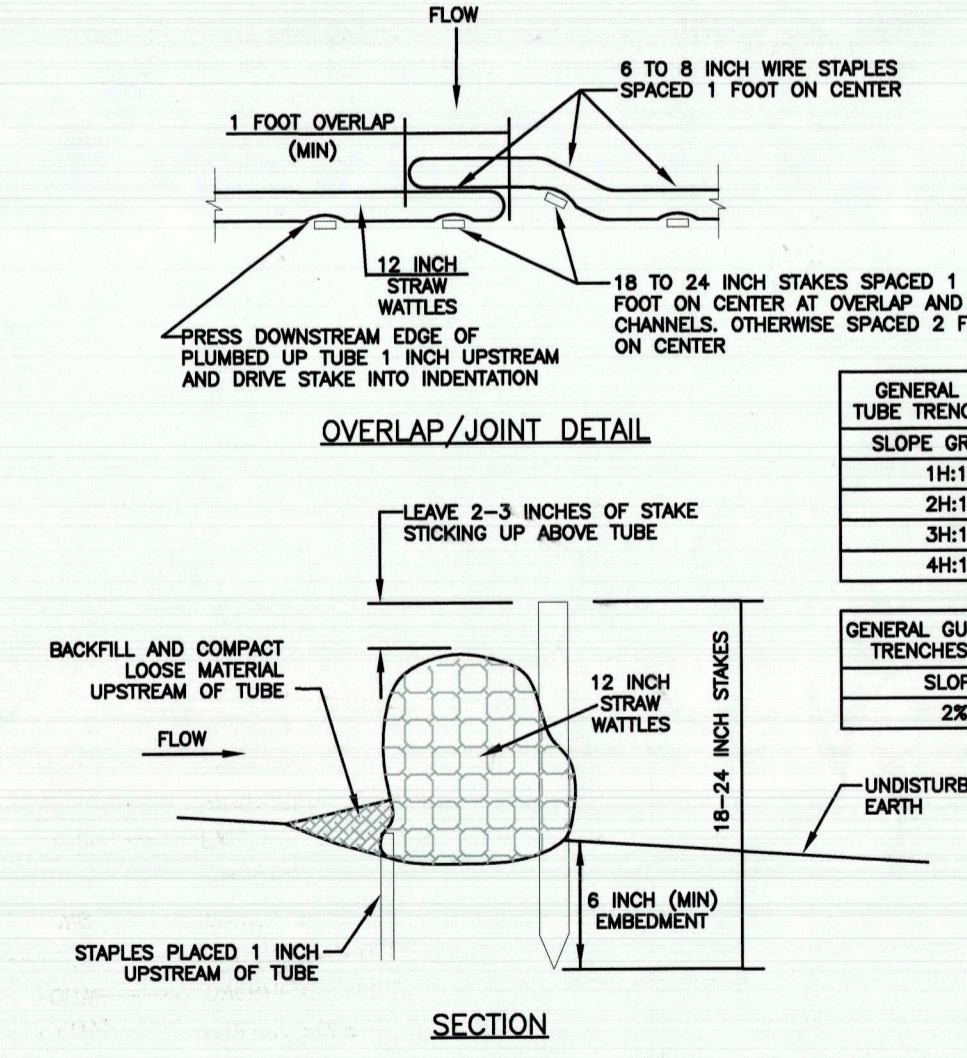 FLOW
6 TO 8 INCH WIRE STAPLES
SPACED 1 FOOT ON CENTER
1 FOOT OVERLAP
(MIN)
12 INCH
STRAW
WATTLES
18 TO 24 INCH STAKES SPACED 1
FOOT ON CENTER AT OVERLAP AND
CHANNELS. OTHERWISE SPACED 2 F
ON CENTER
PRESS DOWNSTREAM EDGE OF
PLUMBED UP TUBE 1 INCH UPSTREAM
AND DRIVE STAKE INTO INDENTATION
OVERLAP/JOINT DETAIL
GENERAL
TUBE TRENC
SLOPE GR
1H:1
2H:1
3H:1
4H:1
LEAVE 2-3 INCHES OF STAKE
STICKING UP ABOVE TUBE
BACKFILL AND COMPACT
LOOSE MATERIAL
UPSTREAM OF TUBE
12 INCH
STRAW
WATTLES
18-24 INCH STAKES
GENERAL GU
TRENCHES
SLOP
2%
FLOW
UNDISTURB
EARTH
6 INCH (MIN)
EMBEDMENT
STAPLES PLACED 1 INCH
UPSTREAM OF TUBE
SECTION